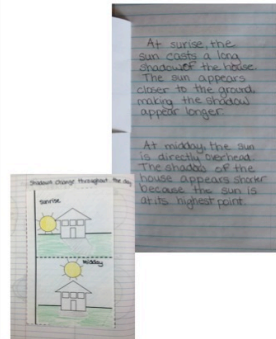 At sunrise, the
sun casts a long
shadow of the house.
The sun appears
closer to the ground,
making the shadow
appear longer.
At midday, the sun
is directly overhead.
The shadow of the
house appears shorter
because the sun is
at its highest point.
Shadows change throughout the day
sunrise
midday